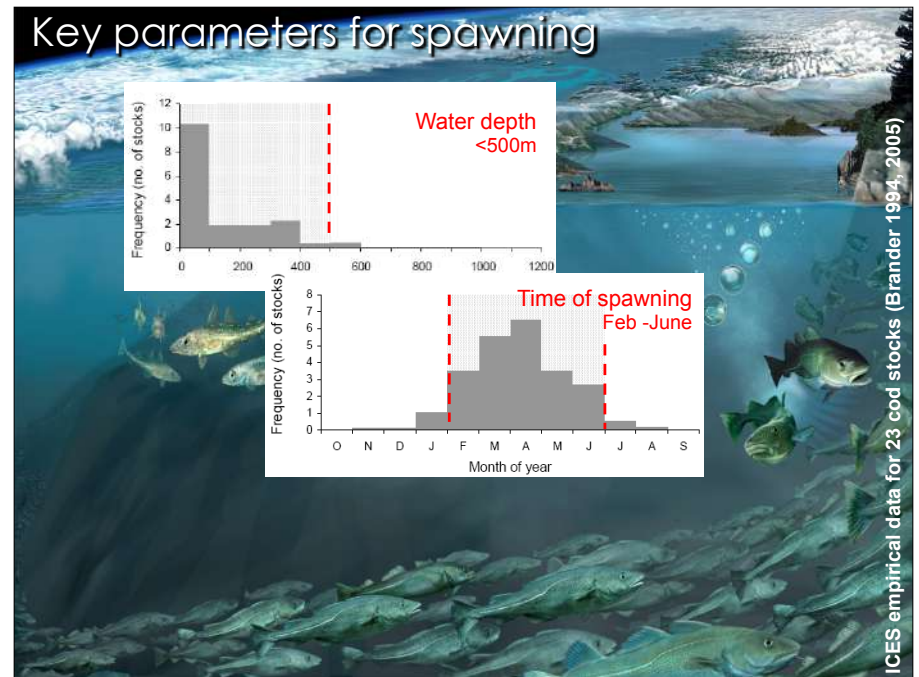 Key parameters for spawning
Frequency (no. of stocks)
12
10
8
6
4
2
0
0 200 400 600 800 1000 1200
Water depth
<500m
Frequency (no. of stocks)
8
7
6
5
4
3
2
1
0
O N D J F M A M J J A S
Month of year
Time of spawning
Feb -June
ICES empirical data for 23 cod stocks (Brander 1994, 2005)